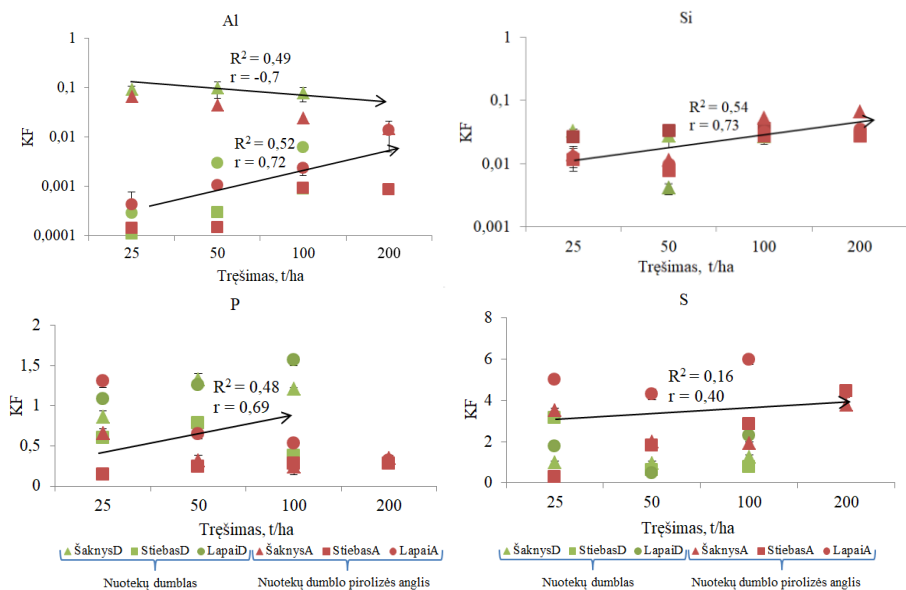 Al
1
0,1
0,01
0,001
0,0001
KF
R² = 0,49
r = -0,7
R² = 0,52
r = 0,72
25 50 100 200
Tręšimas, t/ha
Si
1
0,1
0,01
0,001
KF
R² = 0,54
r = 0,73
25 50 100 200
Tręšimas, t/ha
P
2
1,5
1
0,5
0
KF
R² = 0,48
r = 0,69
25 50 100 200
Tręšimas, t/ha
S
8
6
4
2
0
KF
R² = 0,16
r = 0,40
25 50 100 200
Tręšimas, t/ha
ŠaknysD StiebasD LapaiD ŠaknysA StiebasA LapaiA
Nuotekų dumblas Nuotekų dumblo pirolizės anglis
ŠaknysD StiebasD LapaiD ŠaknysA StiebasA LapaiA
Nuotekų dumblas Nuotekų dumblo pirolizės anglis